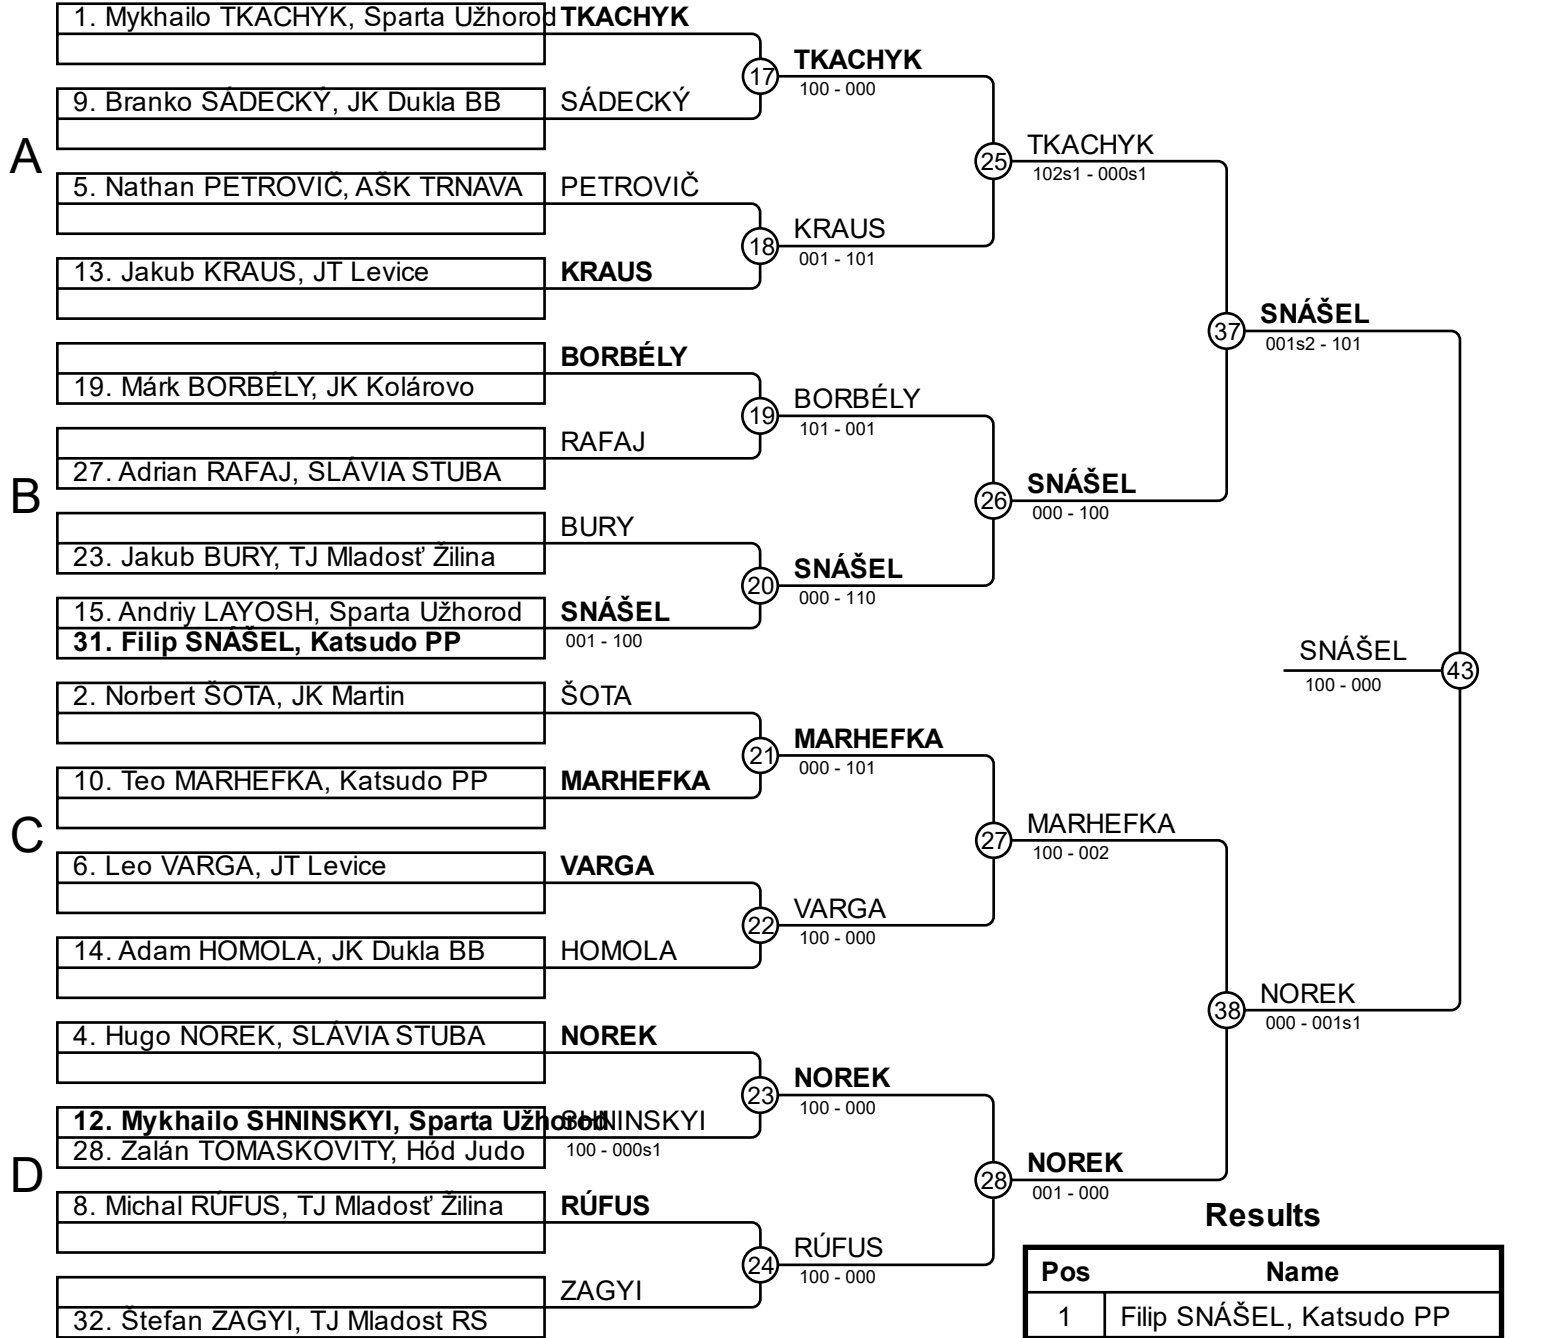 1. Mykhailo TKACHYK, Sparta Užhorod
TKACHYK
17
TKACHYK
100 - 000
9. Branko SÁDECKÝ, JK Dukla BB
SÁDECKÝ
A
25
TKACHYK
102s1 - 000s1
5. Nathan PETROVIČ, AŠK TRNAVA
PETROVIČ
18
KRAUS
001 - 101
13. Jakub KRAUS, JT Levice
KRAUS
37
SNÁŠEL
001s2 - 101
BORBÉLY
19. Márk BORBÉLY, JK Kolárovo
19
BORBÉLY
101 - 001
RAFAJ
27. Adrian RAFAJ, SLÁVIA STUBA
B
26
SNÁŠEL
000 - 100
BURY
23. Jakub BURY, TJ Mladosť Žilina
20
SNÁŠEL
000 - 110
15. Andriy LAYOSH, Sparta Užhorod
SNÁŠEL
31. Filip SNÁŠEL, Katsudo PP
001 - 100
SNÁŠEL
43
100 - 000
2. Norbert ŠOTA, JK Martin
ŠOTA
21
MARHEFKA
000 - 101
10. Teo MARHEFKA, Katsudo PP
MARHEFKA
C
27
MARHEFKA
100 - 002
6. Leo VARGA, JT Levice
VARGA
22
VARGA
100 - 000
14. Adam HOMOLA, JK Dukla BB
HOMOLA
38
NOREK
000 - 001s1
4. Hugo NOREK, SLÁVIA STUBA
NOREK
23
NOREK
100 - 000
12. Mykhailo SHNINSKYI, Sparta Užhorod
SHNINSKYI
28. Zalán TOMASKOVITY, Hód Judo
100 - 000s1
D
28
NOREK
001 - 000
8. Michal RÚFUS, TJ Mladosť Žilina
RÚFUS
24
RÚFUS
100 - 000
ZAGYI
32. Štefan ZAGYI, TJ Mladost RS
Results
Pos Name
1 Filip SNÁŠEL, Katsudo PP